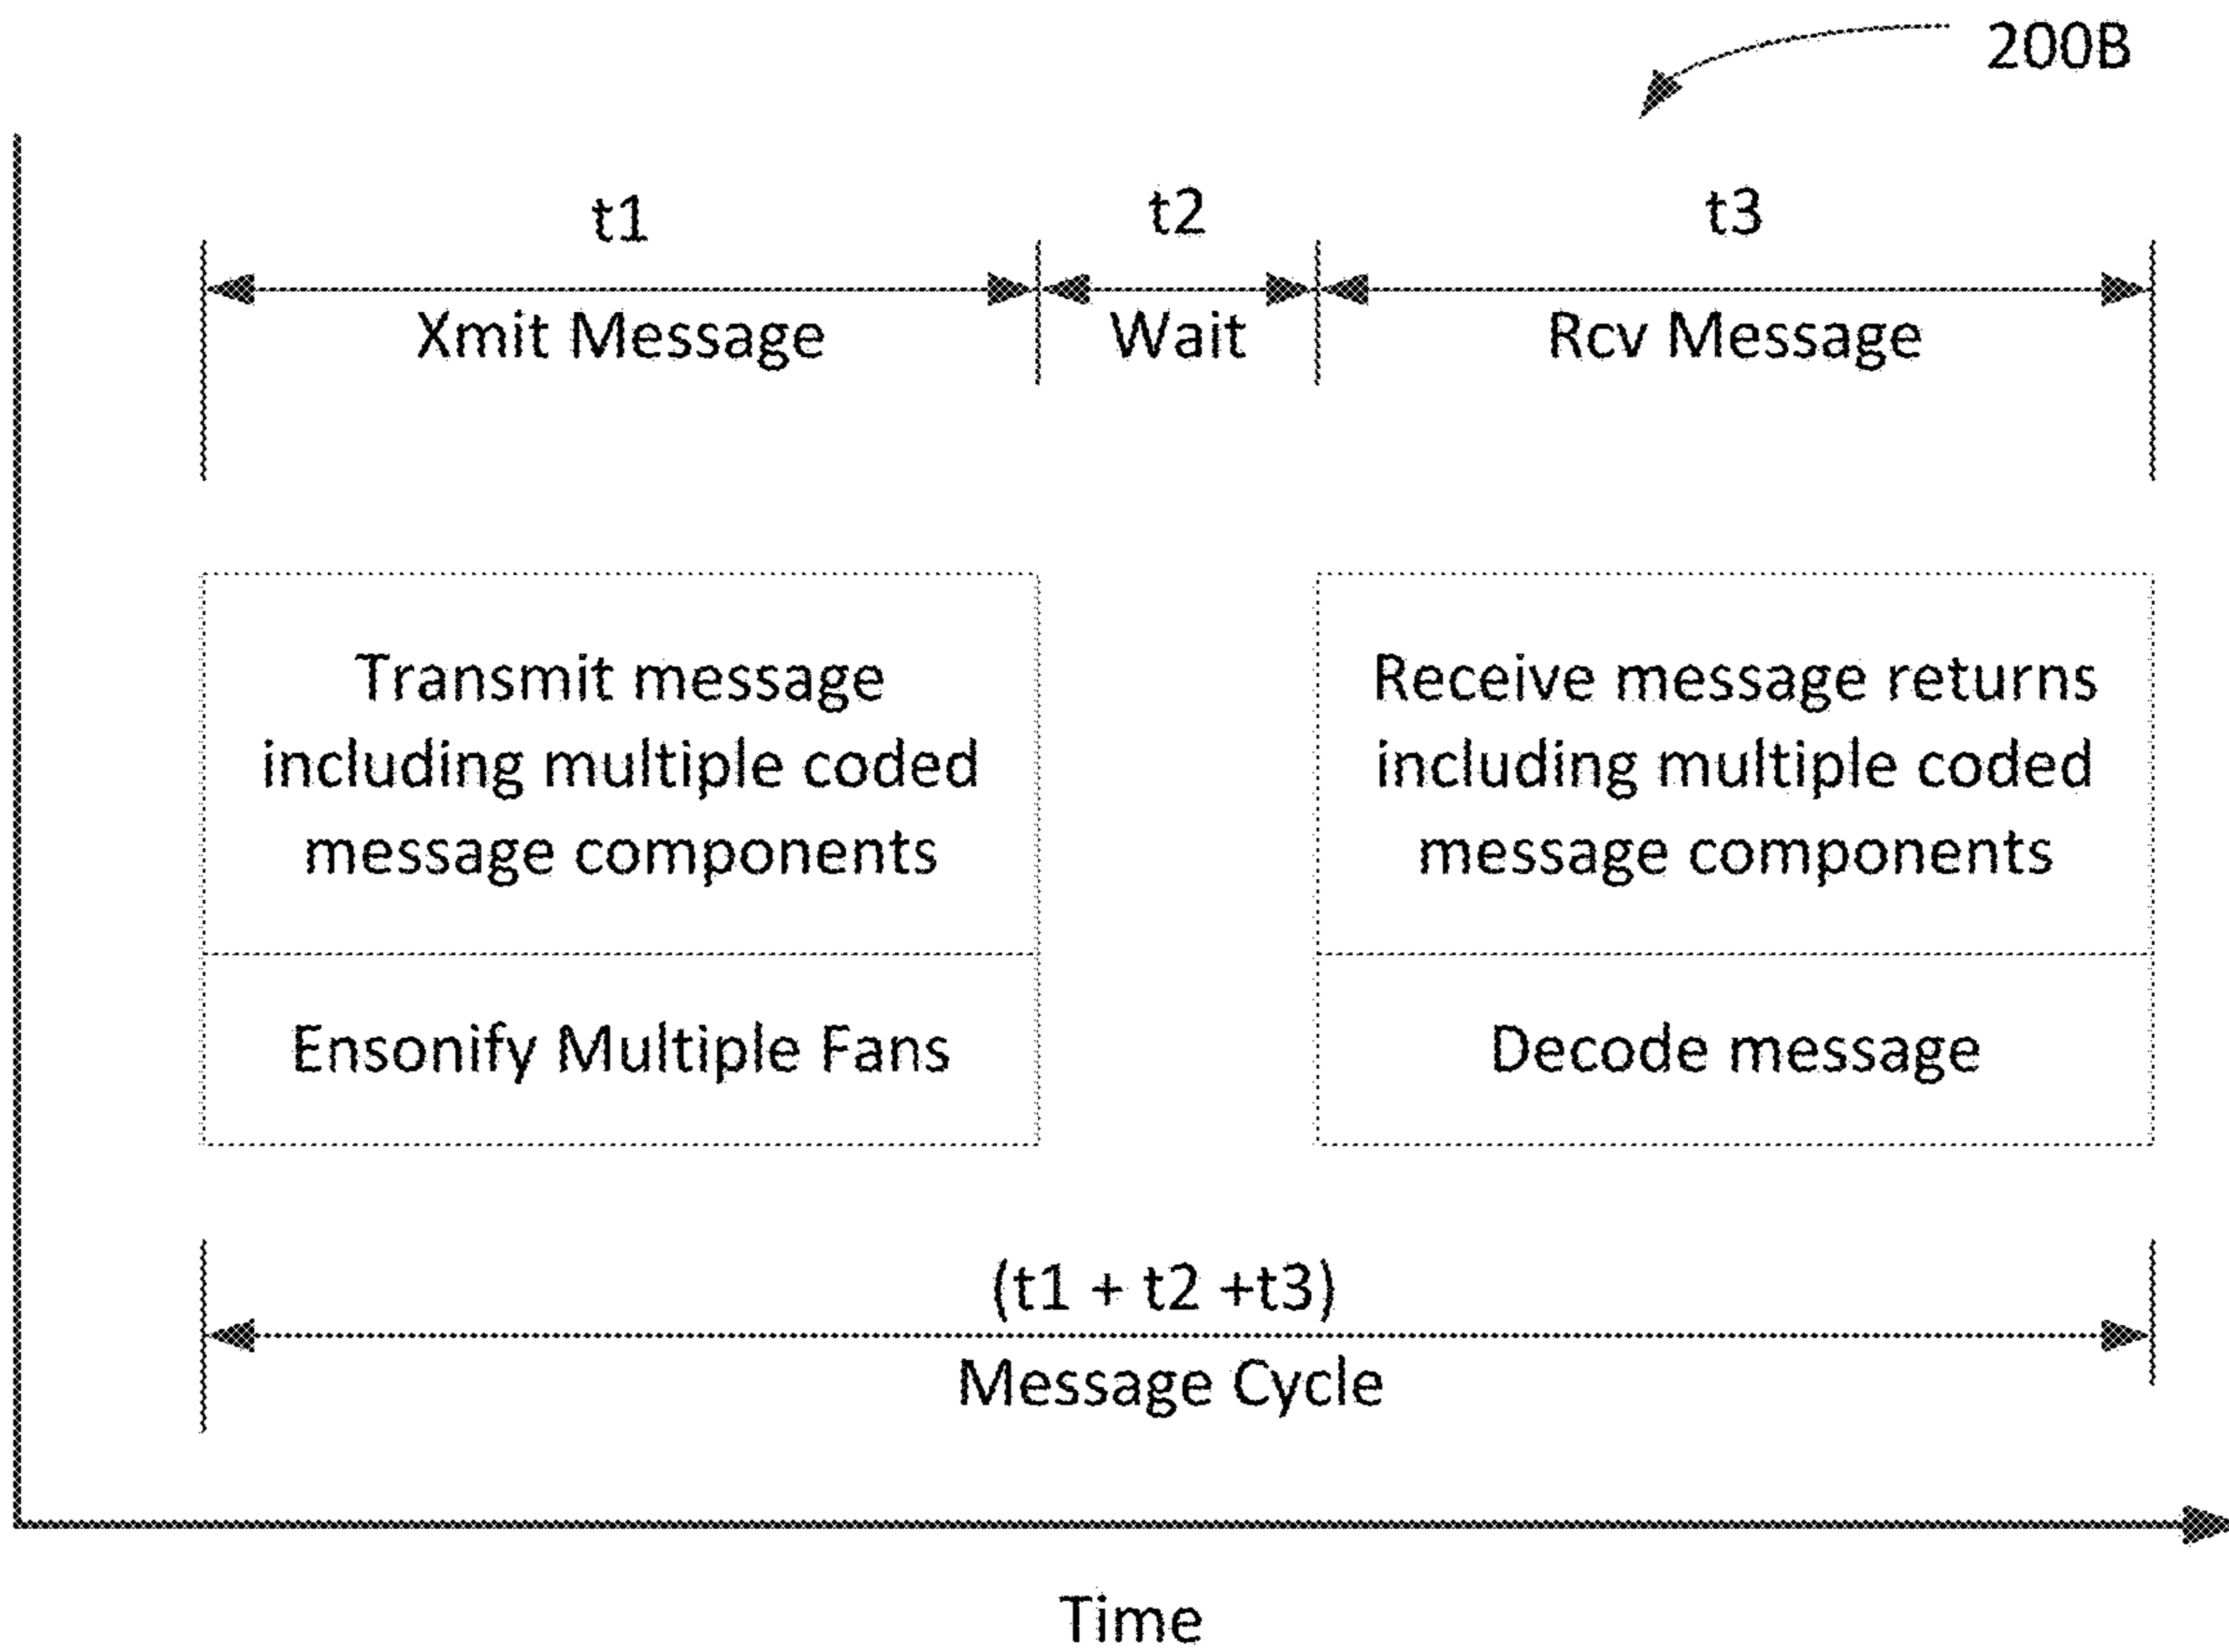 200B
t1
t2
t3
Xmit Message
Wait
Rcv Message
Transmit message
including multiple coded
message components
Ensonify Multiple Fans
Receive message returns
including multiple coded
message components
Decode message
(t1 + t2 +t3)
Message Cycle
Time